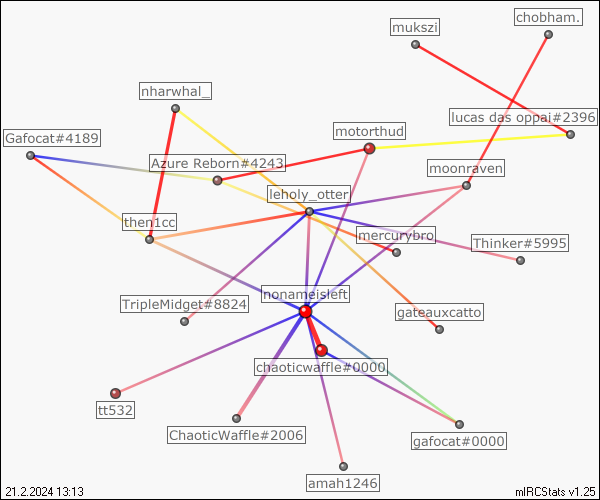 chobham.
mukszi
nharwhal_
lucas das oppai#2396
motorthud
Gafocat#4189
Azure Reborn#4243
moonraven
leholy_otter
then1cc
mercurybrc
Thinker#5995
nonameisleft
TripleMidget#8824
gateauxcatto
chaoticwaffle#0000
tt532
ChaoticWaffle#2006
gafocat#0000
amah1246
21.2.2024 13:13
mIRCStats v1.25